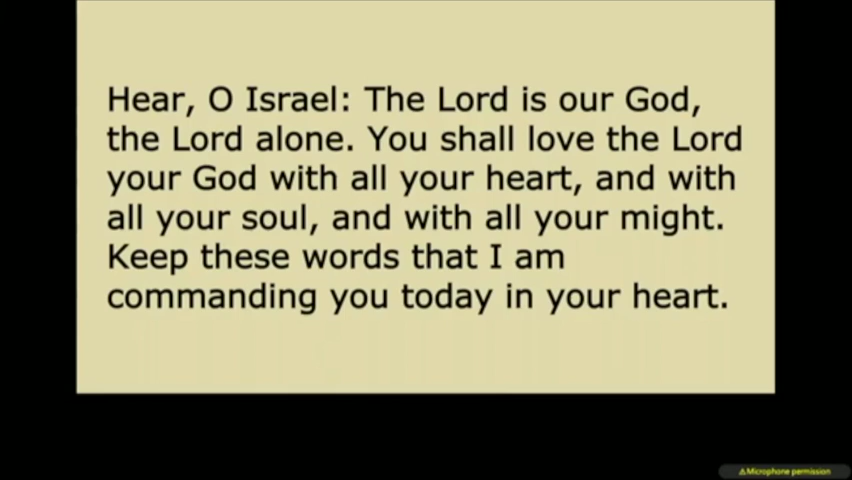 Hear, O Israel: The Lord is our God,
the Lord alone. You shall love the Lord
your God with all your heart, and with
all your soul, and with all your might.
Keep these words that I am
commanding you today in your heart.
⚠Microphone permission